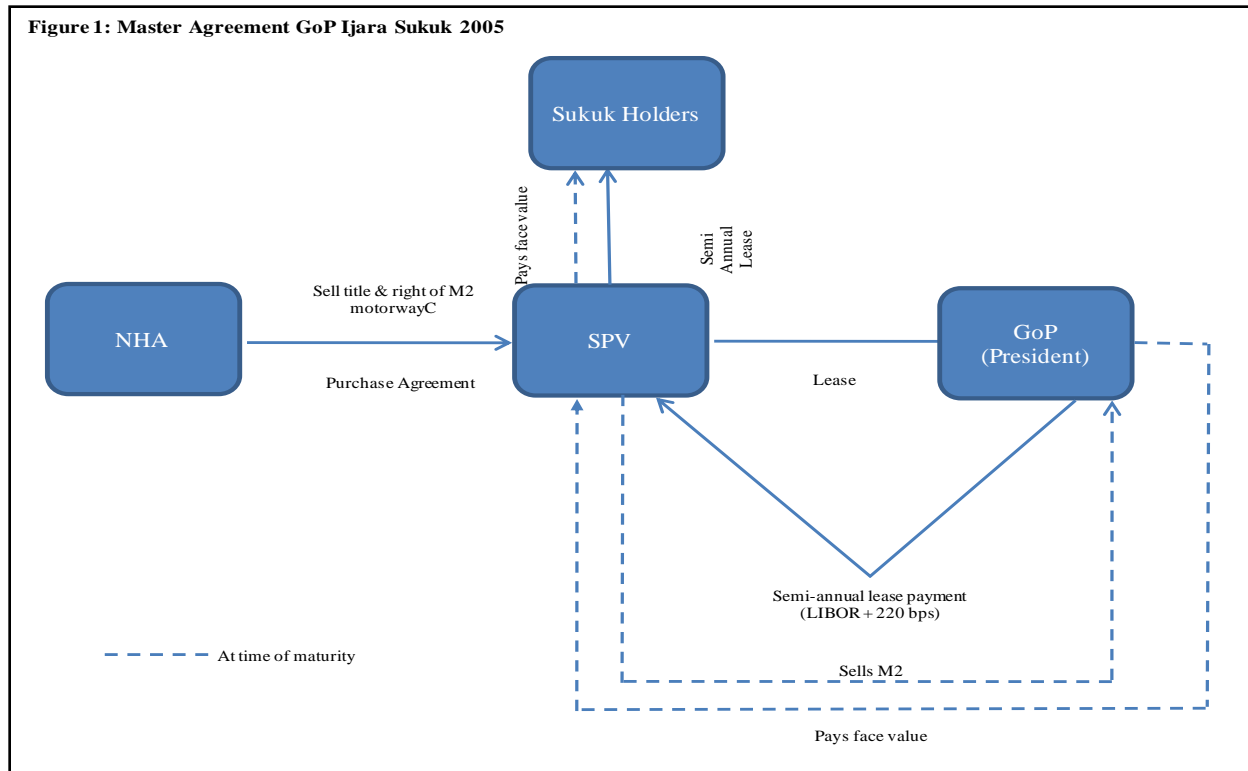 Figure 1: Master Agreement GoP Ijara Sukuk 2005
Sukuk Holders
Pays face value
Semi
Annual
Lease
Sell title & right of M2
motorwayC
NHA
SPV
GoP
(President)
Purchase Agreement
Lease
Semi-annual lease payment
(LIBOR + 220 bps)
At time of maturity
Sells M2
Pays face value